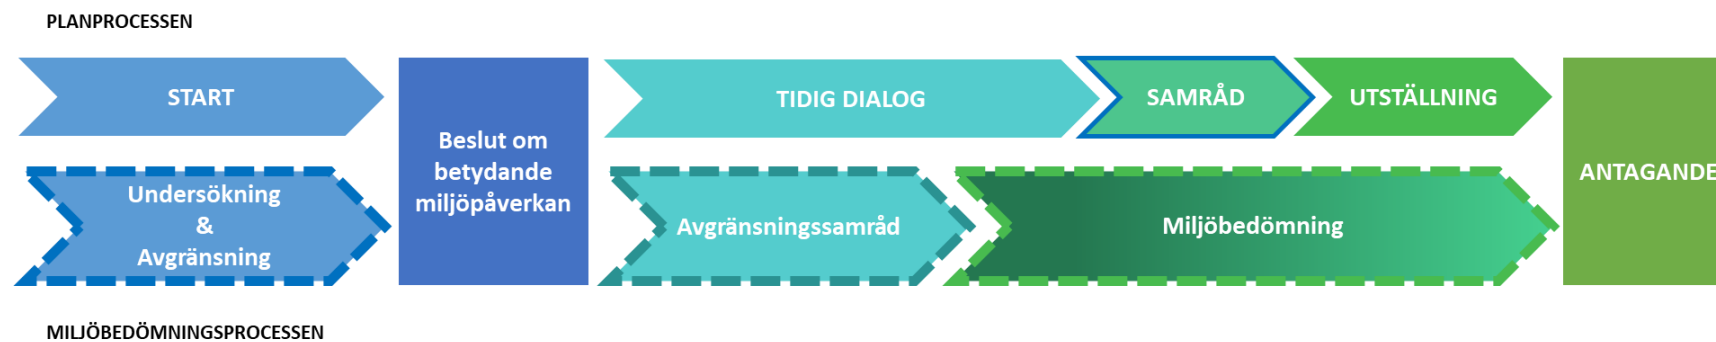 PLANPROCESSEN
START
TIDIG DIALOG
SAMRÅD
UTSTÄLLNING
Beslut om
betydande
miljöpåverkan
ANTAGANDE
Undersökning
&
Avgränsning
Avgränsningssamråd
Miljöbedömning
MILJÖBEDÖMNINGSPROCESSEN